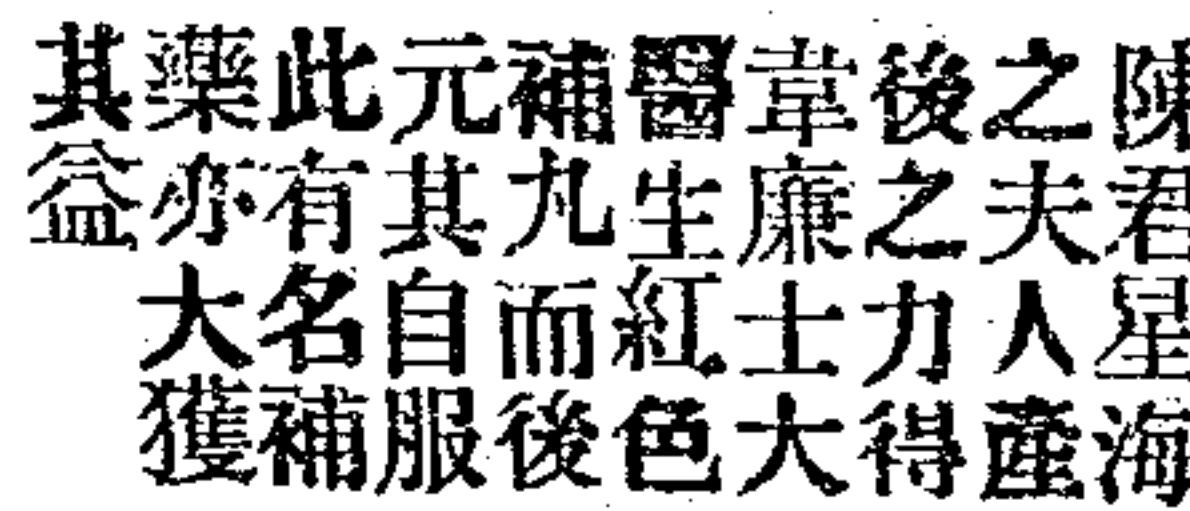 陳君星海
之夫人產
後之力得
韋廉士大
醫生紅色
補九而後
元其自服
此有名補
藥亦大獲
其益